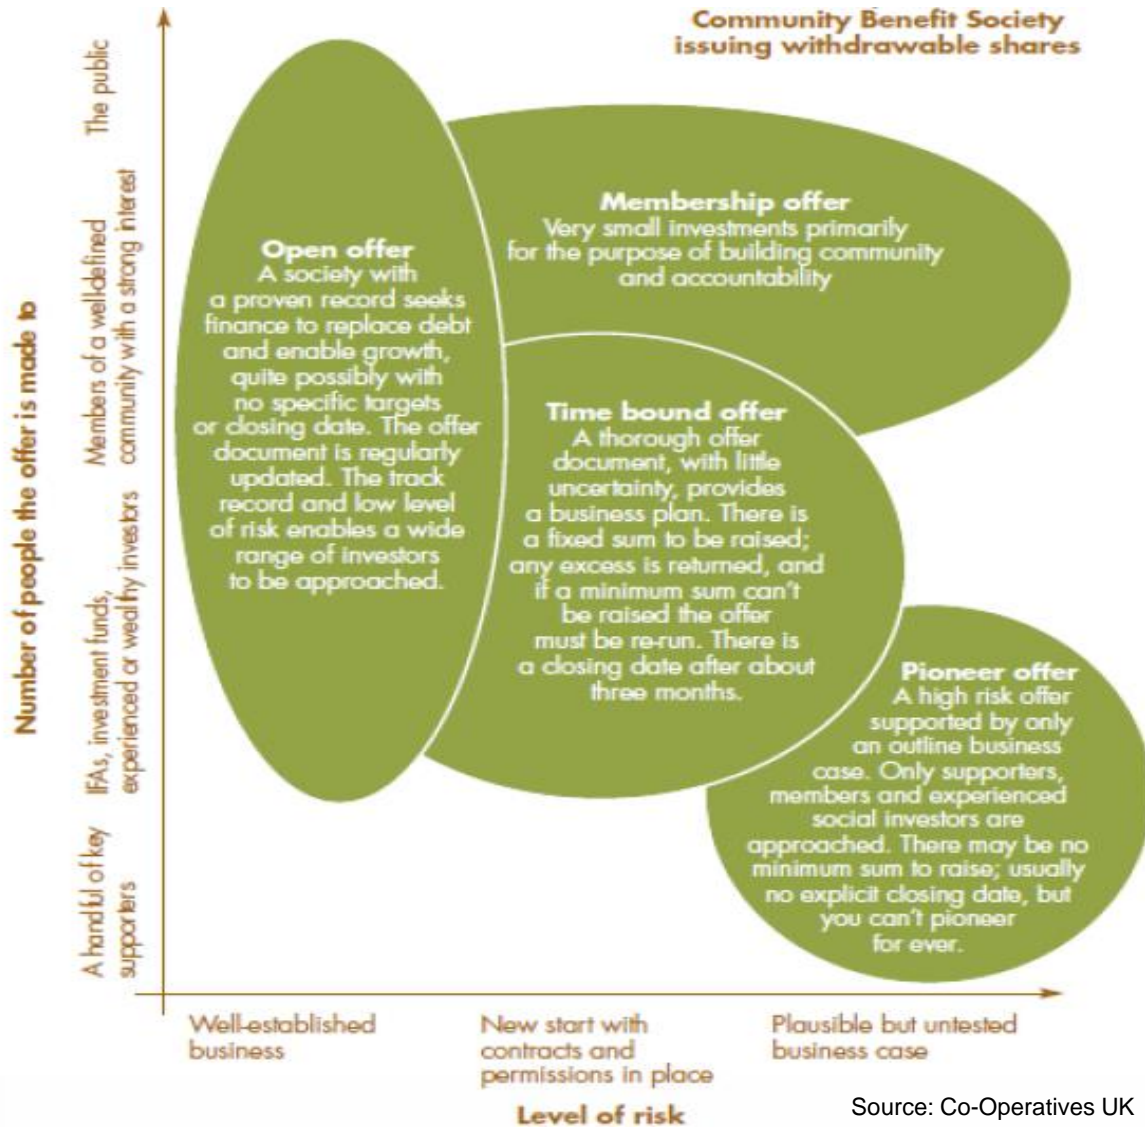 Community Benefit Society
issuing withdrawable shares
Number of people the offer is made to
The public
Members of a well-defined
community with a strong interest
IFAs, investment funds,
experienced or wealthy investors
A handful of key
supporters
Open offer
A society with
a proven record seeks
finance to replace debt
and enable growth,
quite possibly with
no specific targets
or closing date. The offer
document is regularly
updated. The track
record and low level
of risk enables a wide
range of investors
to be approached.
Membership offer
Very small investments primarily
for the purpose of building community
and accountability
Time bound offer
A thorough offer
document, with little
uncertainty, provides
a business plan. There is
a fixed sum to be raised;
any excess is returned, and
if a minimum sum can't
be raised the offer
must be re-run. There is
a closing date after about
three months.
Pioneer offer
A high risk offer
supported by only
an outline business
case. Only supporters,
members and experienced
social investors are
approached. There may be no
minimum sum to raise; usually
no explicit closing date, but
you can't pioneer
for ever.
Well-established
business
New start with
contracts and
permissions in place
Plausible but untested
business case
Level of risk
Source: Co-Operatives UK